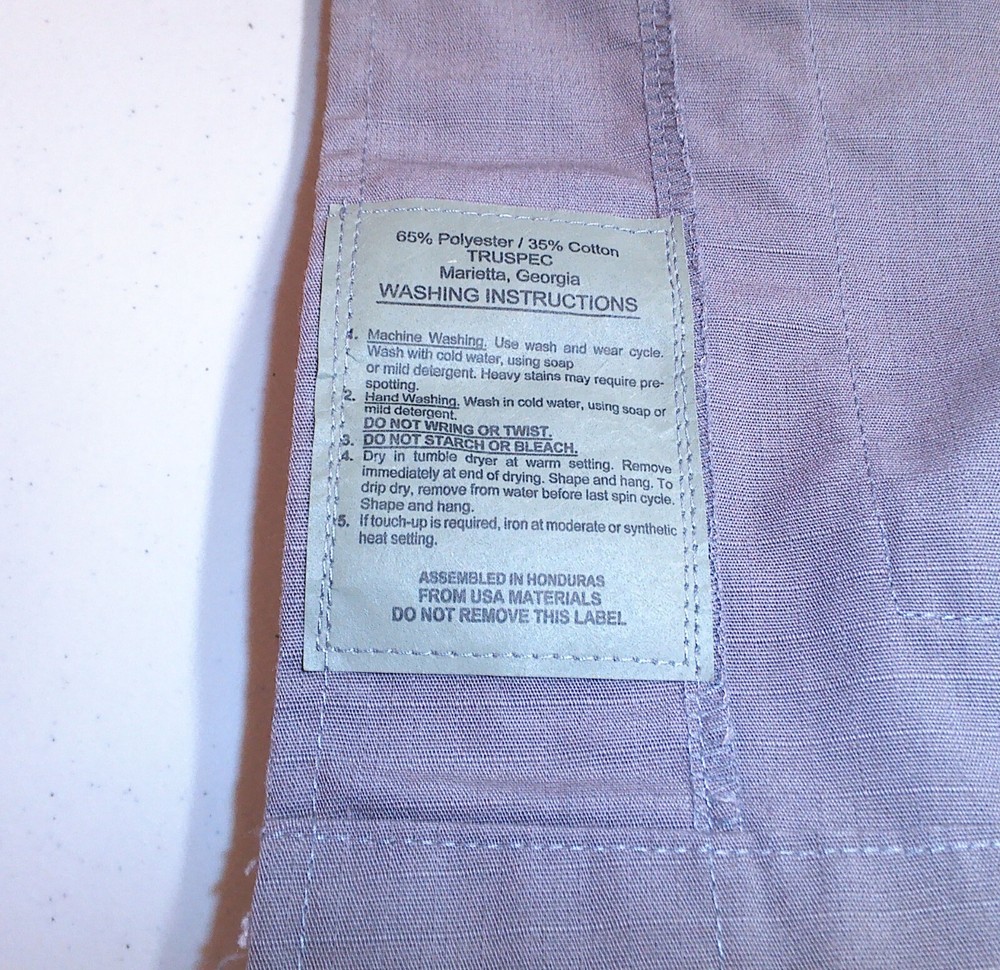 65% Polyester / 35% Cotton
TRUSPEC
Marietta, Georgia
WASHING INSTRUCTIONS
1. Machine Washing. Use wash and wear cycle.
Wash with cold water, using soap
or mild detergent. Heavy stains may require pre-
spotting.
2. Hand Washing. Wash in cold water, using soap or
mild detergent.
DO NOT WRING OR TWIST.
3. DO NOT STARCH OR BLEACH.
4. Dry in tumble dryer at warm setting. Remove
immediately at end of drying. Shape and hang. To
drip dry, remove from water before last spin cycle.
Shape and hang.
5. If touch-up is required, iron at moderate or synthetic
heat setting.
ASSEMBLED IN HONDURAS
FROM USA MATERIALS
DO NOT REMOVE THIS LABEL